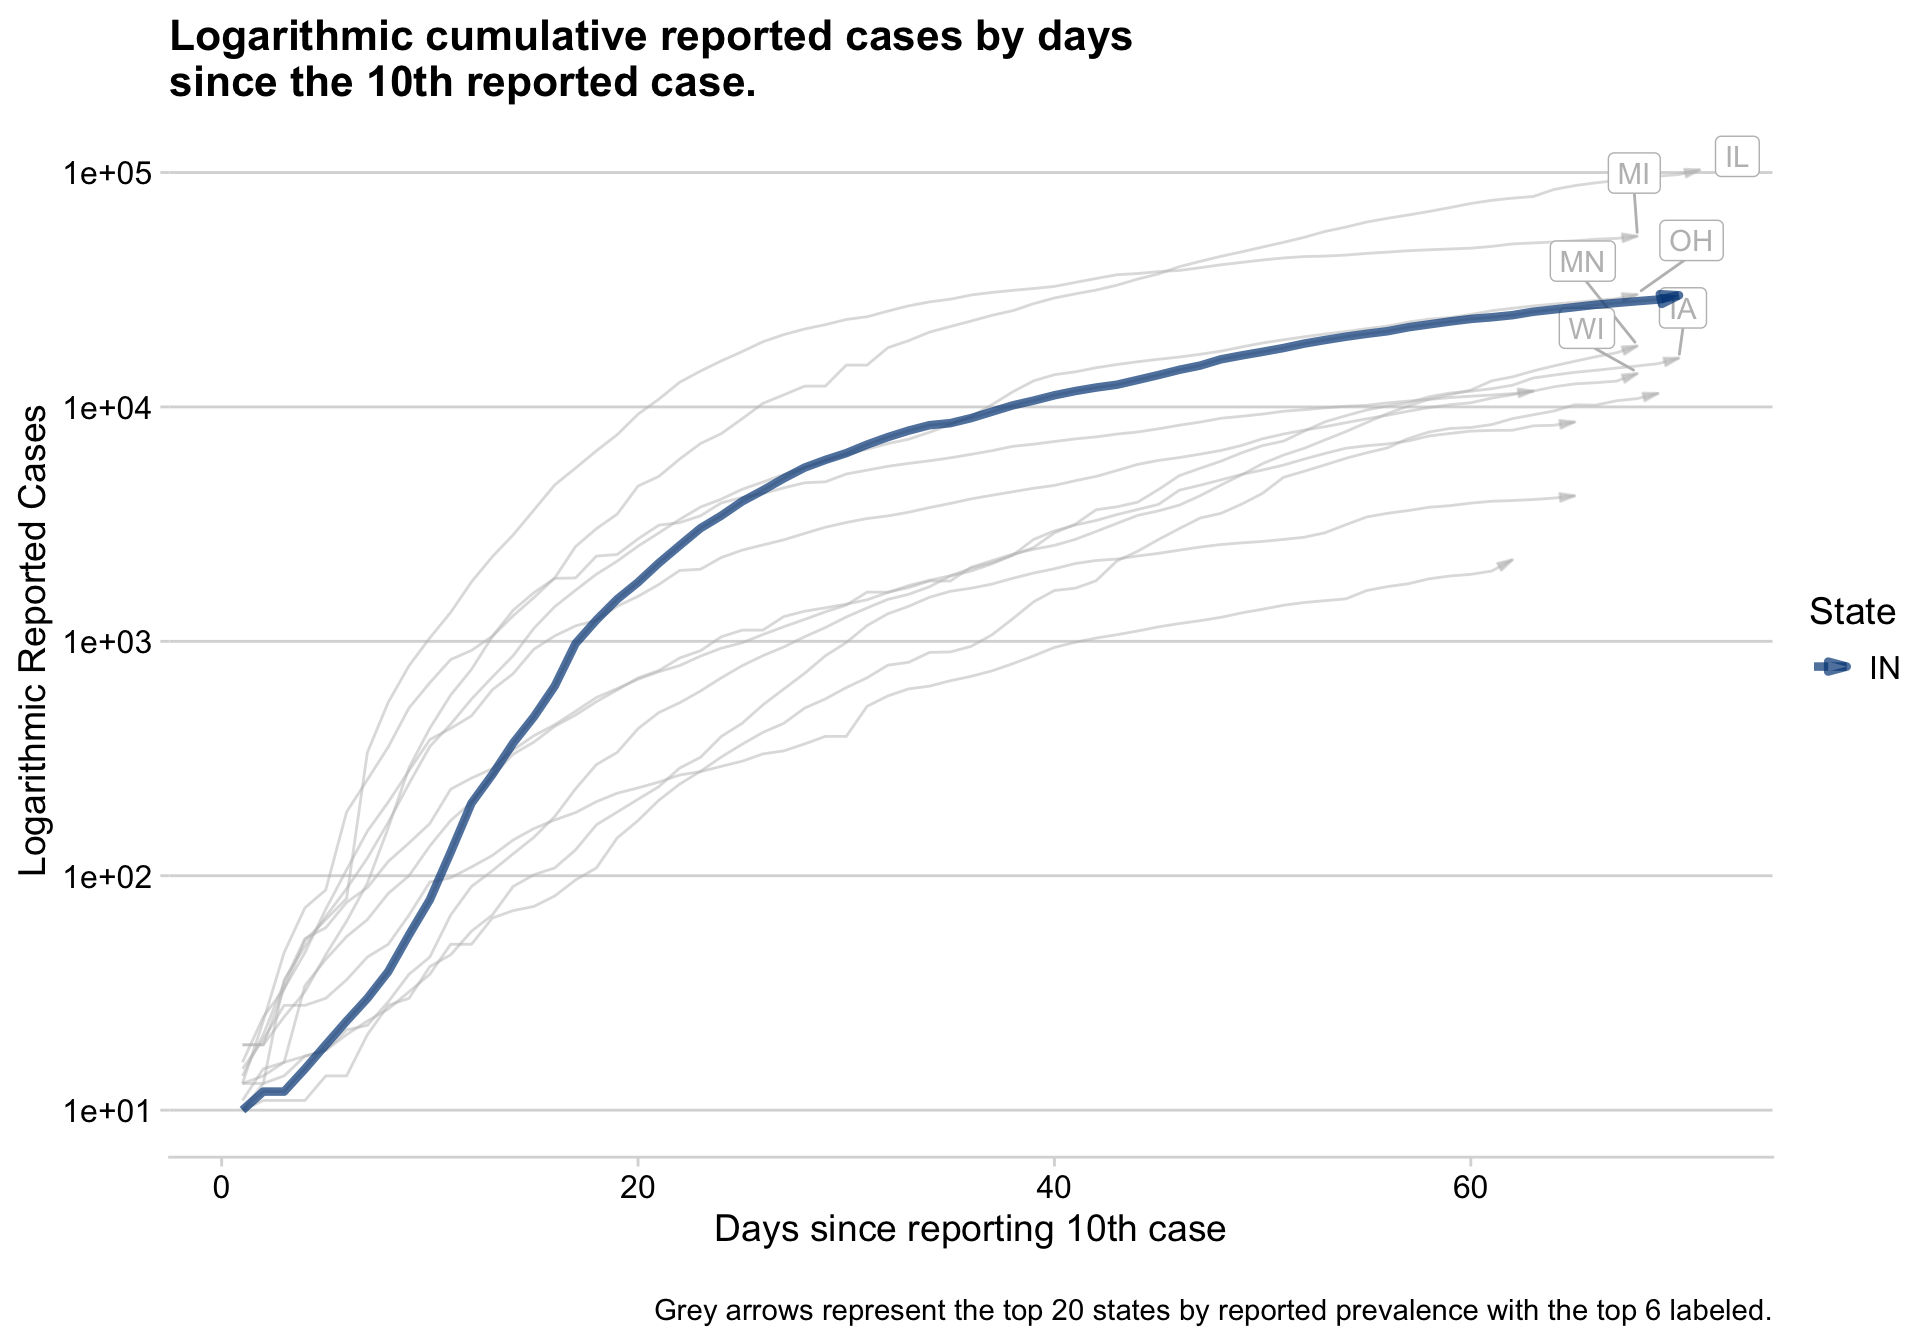 Logarithmic cumulative reported cases by days
since the 10th reported case.
1e+05
1e+04
1e+03
1e+02
1e+01
Logarithmic Reported Cases
IL
MI
OH
MN
IA
WI
State
IN
0 20 40 60
Days since reporting 10th case
Grey arrows represent the top 20 states by reported prevalence with the top 6 labeled.